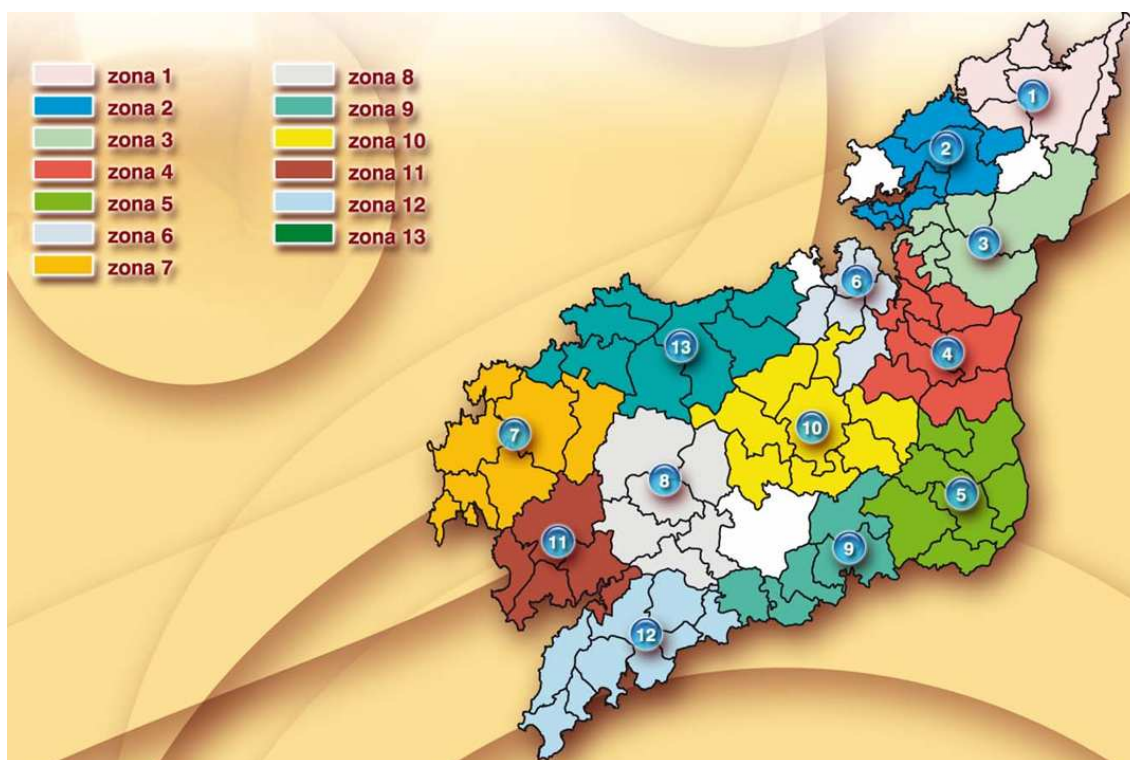 zona 1
zona 2
zona 3
zona 4
zona 5
zona 6
zona 7
zona 8
zona 9
zona 10
zona 11
zona 12
zona 13
1
2
3
6
4
13
10
7
8
5
11
9
12